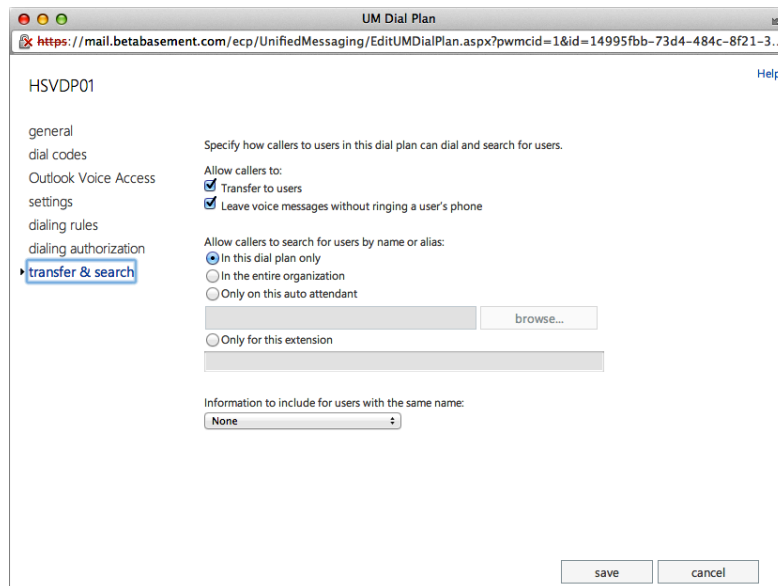 UM Dial Plan
https://mail.betabasement.com/ecp/UnifiedMessaging/EditUMDialPlan.aspx?pwmcid=1&id=14995fbb-73d4-484c-8f21-3...
Help
HSVDP01
general
dial codes
Outlook Voice Access
settings
dialing rules
dialing authorization
transfer & search
Specify how callers to users in this dial plan can dial and search for users.
Allow callers to:
Transfer to users
Leave voice messages without ringing a user's phone
Allow callers to search for users by name or alias:
In this dial plan only
In the entire organization
Only on this auto attendant
browse...
Only for this extension
Information to include for users with the same name:
None
save cancel